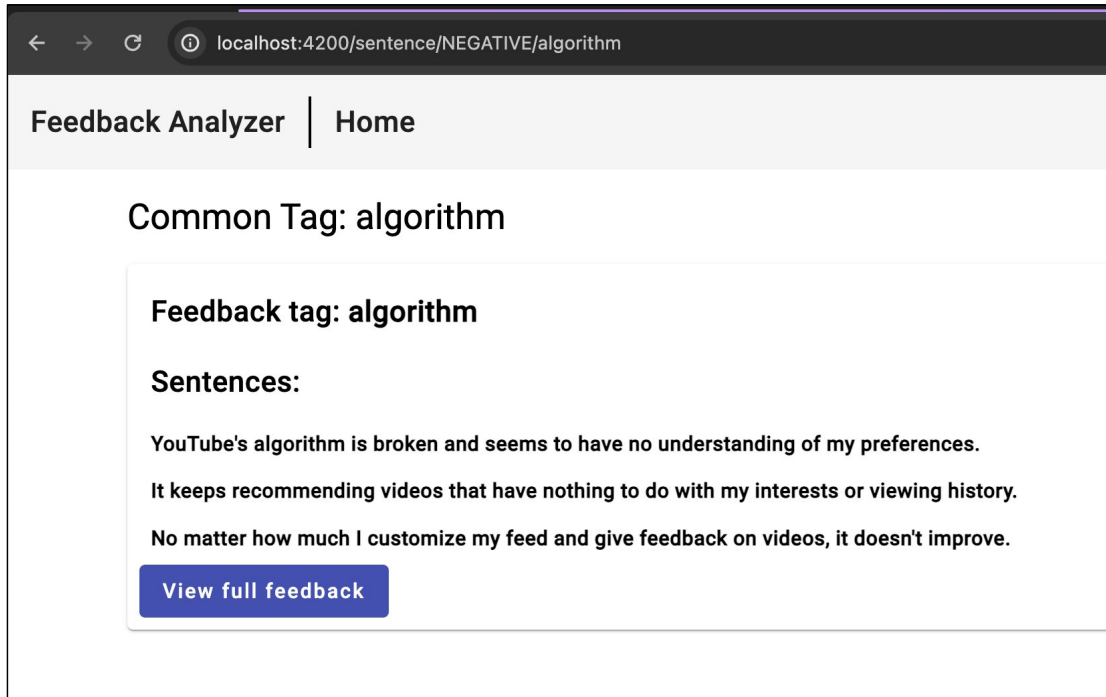 localhost:4200/sentence/NEGATIVE/algorithm
Feedback Analyzer | Home
Common Tag: algorithm
Feedback tag: algorithm
Sentences:
YouTube's algorithm is broken and seems to have no understanding of my preferences.
It keeps recommending videos that have nothing to do with my interests or viewing history.
No matter how much I customize my feed and give feedback on videos, it doesn't improve.
View full feedback